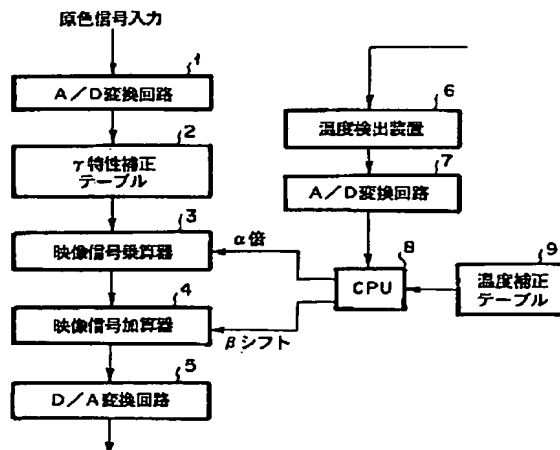 原色信号入力
1
A／D変換回路
2
γ特性補正
テーブル
3
映像信号乗算器
α倍
4
映像信号加算器
βシフト
5
D／A変換回路
6
温度検出装置
7
A／D変換回路
8
CPU
9
温度補正
テーブル